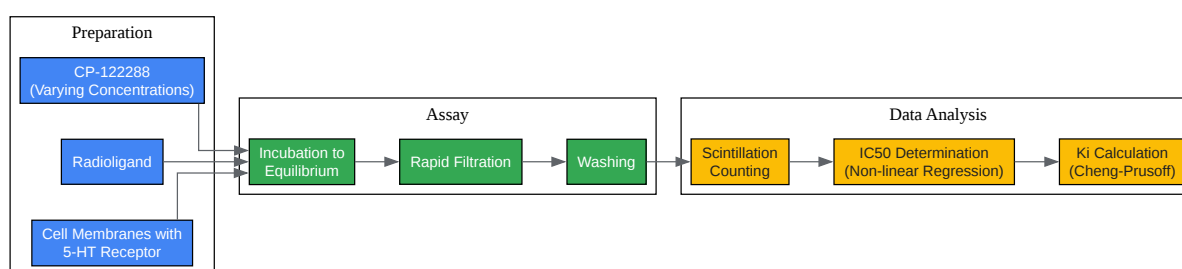 Preparation
CP-122288
(Varying Concentrations)
Radioligand
Cell Membranes with
5-HT Receptor
Assay
Incubation to
Equilibrium
Rapid Filtration
Washing
Data Analysis
Scintillation
Counting
IC50 Determination
(Non-linear Regression)
Ki Calculation
(Cheng-Prusoff)